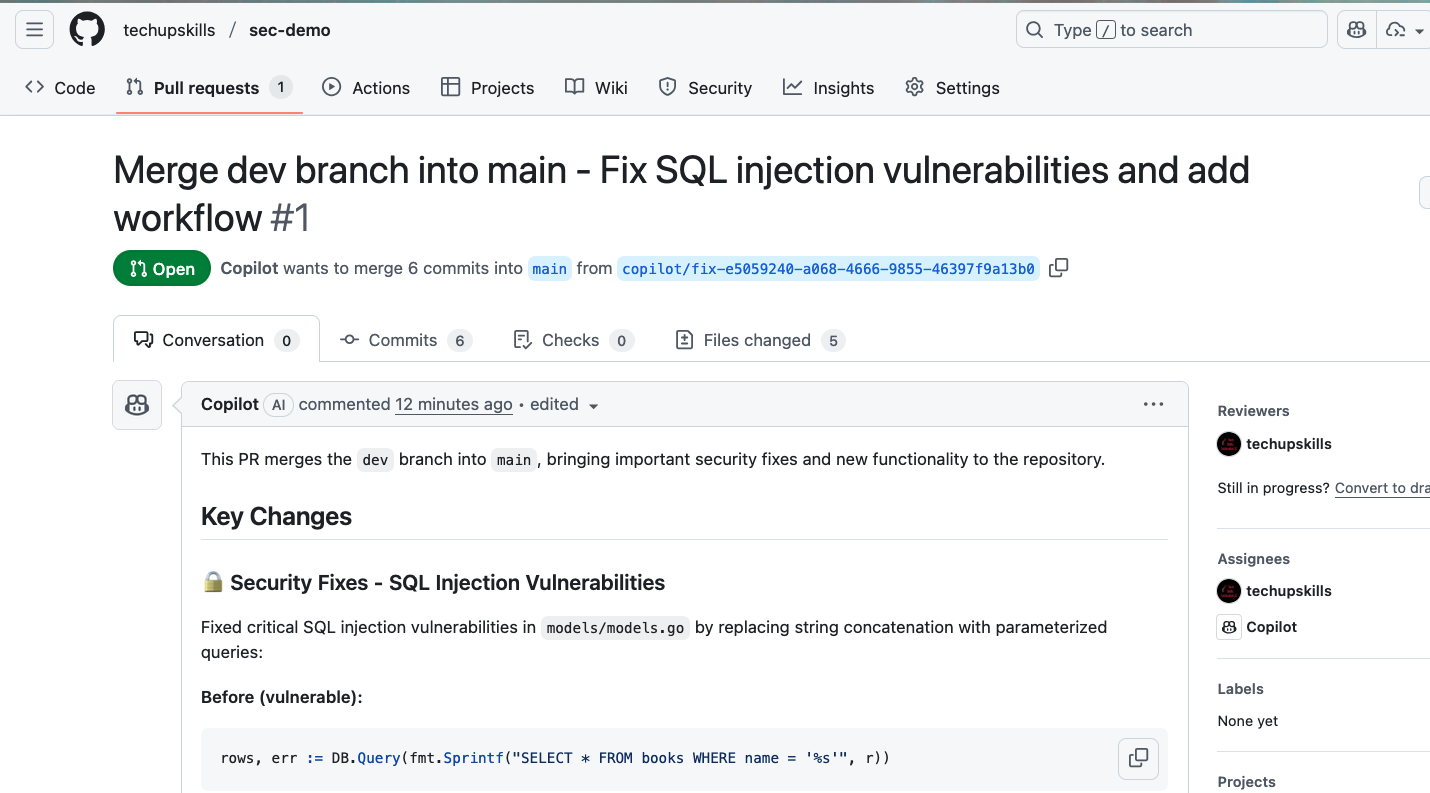 techupskills / sec-demo
Type / to search
Code
Pull requests 1
Actions
Projects
Wiki
Security
Insights
Settings
Merge dev branch into main - Fix SQL injection vulnerabilities and add
workflow #1
Open
Copilot wants to merge 6 commits into main from copilot/fix-e5059240-a068-4666-9855-46397f9a13b0
Conversation 0
Commits 6
Checks 0
Files changed 5
Copilot AI commented 12 minutes ago • edited
This PR merges the dev branch into main, bringing important security fixes and new functionality to the repository.
Key Changes
🔒 Security Fixes - SQL Injection Vulnerabilities
Fixed critical SQL injection vulnerabilities in models/models.go by replacing string concatenation with parameterized
queries:
Before (vulnerable):
rows, err := DB.Query(fmt.Sprintf("SELECT * FROM books WHERE name = '%s'", r))
Reviewers
techupskills
Still in progress? Convert to dra
Assignees
techupskills
Copilot
Labels
None yet
Projects